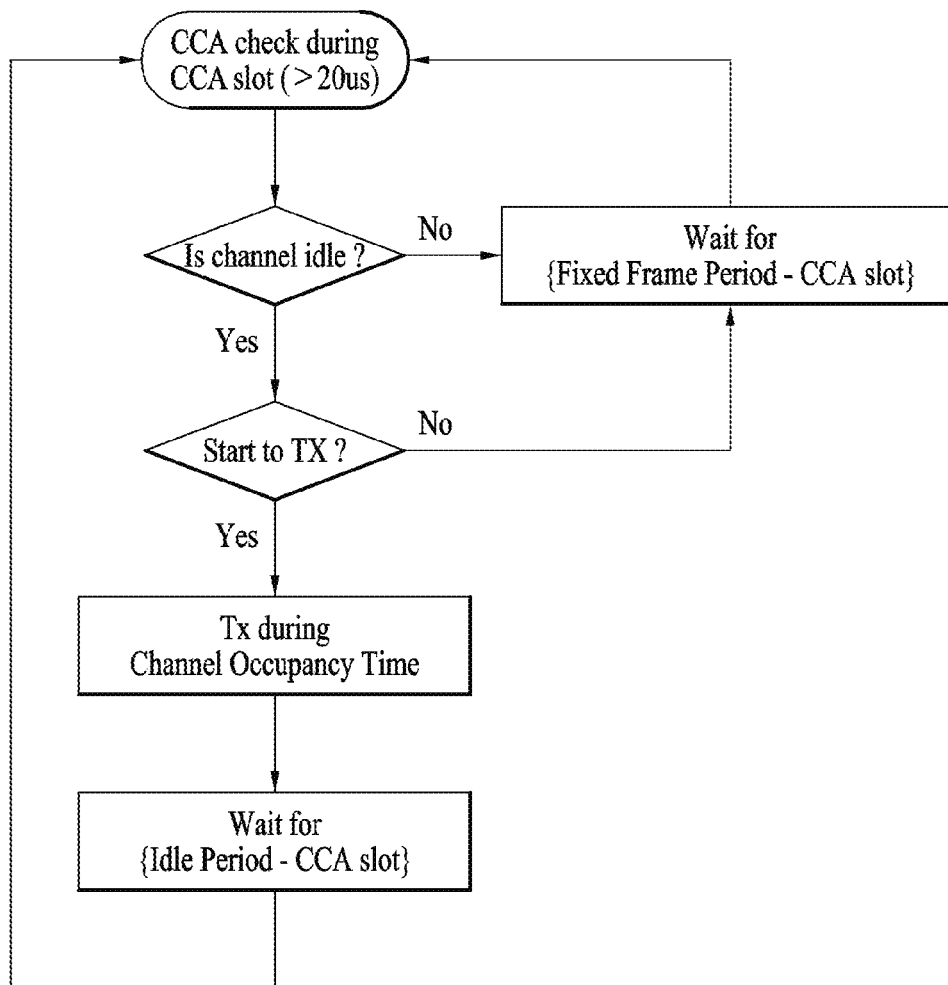 CCA check during
CCA slot (>20us)
Is channel idle ?
No
Wait for
{Fixed Frame Period - CCA slot}
Yes
Start to TX ?
No
Yes
Tx during
Channel Occupancy Time
Wait for
{Idle Period - CCA slot}